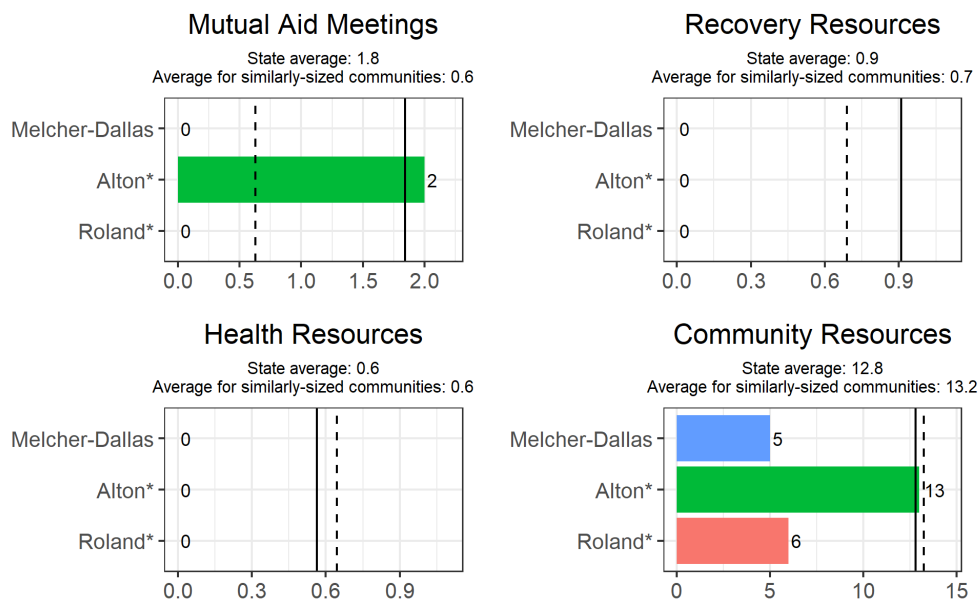 Mutual Aid Meetings
State average: 1.8
Average for similarly-sized communities: 0.6
Melcher-Dallas 0
Alton* 2
Roland* 0
0.0 0.5 1.0 1.5 2.0
Recovery Resources
State average: 0.9
Average for similarly-sized communities: 0.7
Melcher-Dallas 0
Alton* 0
Roland* 0
0.0 0.3 0.6 0.9
Health Resources
State average: 0.6
Average for similarly-sized communities: 0.6
Melcher-Dallas 0
Alton* 0
Roland* 0
0.0 0.3 0.6 0.9
Community Resources
State average: 12.8
Average for similarly-sized communities: 13.2
Melcher-Dallas 5
Alton* 13
Roland* 6
0 5 10 15